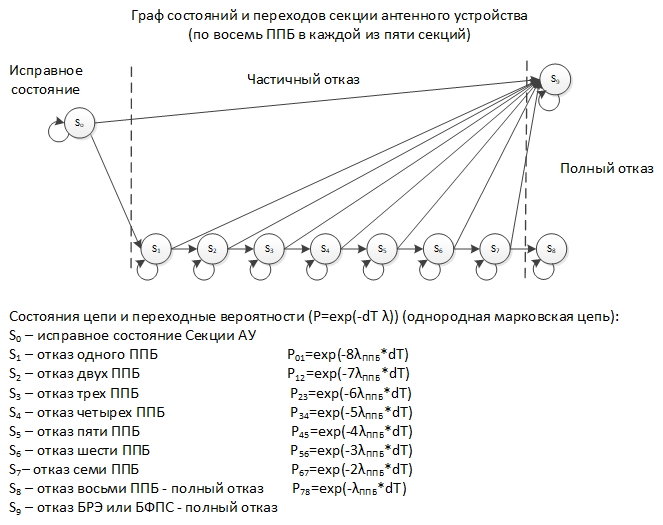 Граф состояний и переходов секции антенного устройства
(по восемь ППБ в каждой из пяти секций)
Исправное
состояние
Частичный отказ
S₉
S₀
Полный отказ
S₁ S₂ S₃ S₄ S₅ S₆ S₇ S₈
Состояния цепи и переходные вероятности (P=exp(-dT λ)) (однородная марковская цепь):
S₀ – исправное состояние Секции АУ
S₁ – отказ одного ППБ P₀₁=exp(-8λППБ*dT)
S₂ – отказ двух ППБ P₁₂=exp(-7λППБ*dT)
S₃ – отказ трех ППБ P₂₃=exp(-6λППБ*dT)
S₄ – отказ четырех ППБ P₃₄=exp(-5λППБ*dT)
S₅ – отказ пяти ППБ P₄₅=exp(-4λППБ*dT)
S₆ – отказ шести ППБ P₅₆=exp(-3λППБ*dT)
S₇– отказ семи ППБ P₆₇=exp(-2λППБ*dT)
S₈ – отказ восьми ППБ - полный отказ P₇₈=exp(-λППБ*dT)
S₉ – отказ БРЭ или БФПС - полный отказ